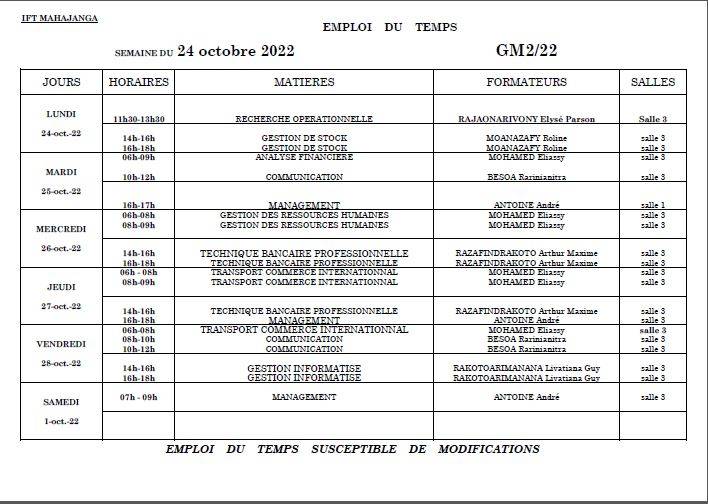 IFT MAHAJANGA
EMPLOI DU TEMPS
SEMAINE DU 24 octobre 2022 GM2/22
JOURS HORAIRES MATIERES FORMATEURS SALLES
LUNDI
11h30-13h30 RECHERCHE OPERATIONNELLE RAJAONARIVONY Elysé Parson Salle 3
24-oct.-22
14h-16h GESTION DE STOCK MOANAZAFY Roline salle 3
16h-18h GESTION DE STOCK MOANAZAFY Roline salle 3
06h-09h ANALYSE FINANCIERE MOHAMED Eliassy salle 3
MARDI
10h-12h COMMUNICATION BESOA Rarinianitra salle 3
25-oct.-22
16h-17h MANAGEMENT ANTOINE André salle 1
06h-08h GESTION DES RESSOURCES HUMAINES MOHAMED Eliassy salle 3
08h-09h GESTION DES RESSOURCES HUMAINES MOHAMED Eliassy salle 3
MERCREDI
26-oct.-22
14h-16h TECHNIQUE BANCAIRE PROFESSIONNELLE RAZAFINDRAKOTO Arthur Maxime salle 3
16h-18h TECHNIQUE BANCAIRE PROFESSIONNELLE RAZAFINDRAKOTO Arthur Maxime salle 3
06h - 08h TRANSPORT COMMERCE INTERNATIONNAL MOHAMED Eliassy salle 3
08h-09h TRANSPORT COMMERCE INTERNATIONNAL MOHAMED Eliassy salle 3
JEUDI
27-oct.-22
14h-16h TECHNIQUE BANCAIRE PROFESSIONNELLE RAZAFINDRAKOTO Arthur Maxime salle 3
16h-18h MANAGEMENT ANTOINE André salle 3
06h-08h TRANSPORT COMMERCE INTERNATIONNAL MOHAMED Eliassy salle 3
08h-10h COMMUNICATION BESOA Rarinianitra salle 3
VENDREDI
10h-12h COMMUNICATION BESOA Rarinianitra salle 3
28-oct.-22
14h-16h GESTION INFORMATISE RAKOTOARIMANANA Livatiana Guy salle 3
16h-18h GESTION INFORMATISE RAKOTOARIMANANA Livatiana Guy salle 3
07h - 09h MANAGEMENT ANTOINE André salle 3
SAMEDI
1-oct.-22
EMPLOI DU TEMPS SUSCEPTIBLE DE MODIFICATIONS